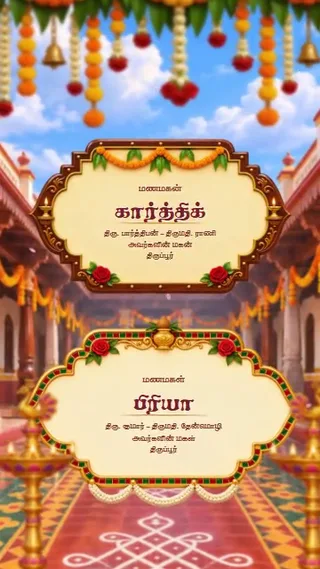 மணமகன்
கார்த்திக்
திரு. பார்த்திபன் - திருமதி. ராணி
அவர்களின் மகன்
திருப்பூர்
மணமகள்
பிரியா
திரு. குமார் - திருமதி. தேன்மொழி
அவர்களின் மகள்
திருப்பூர்